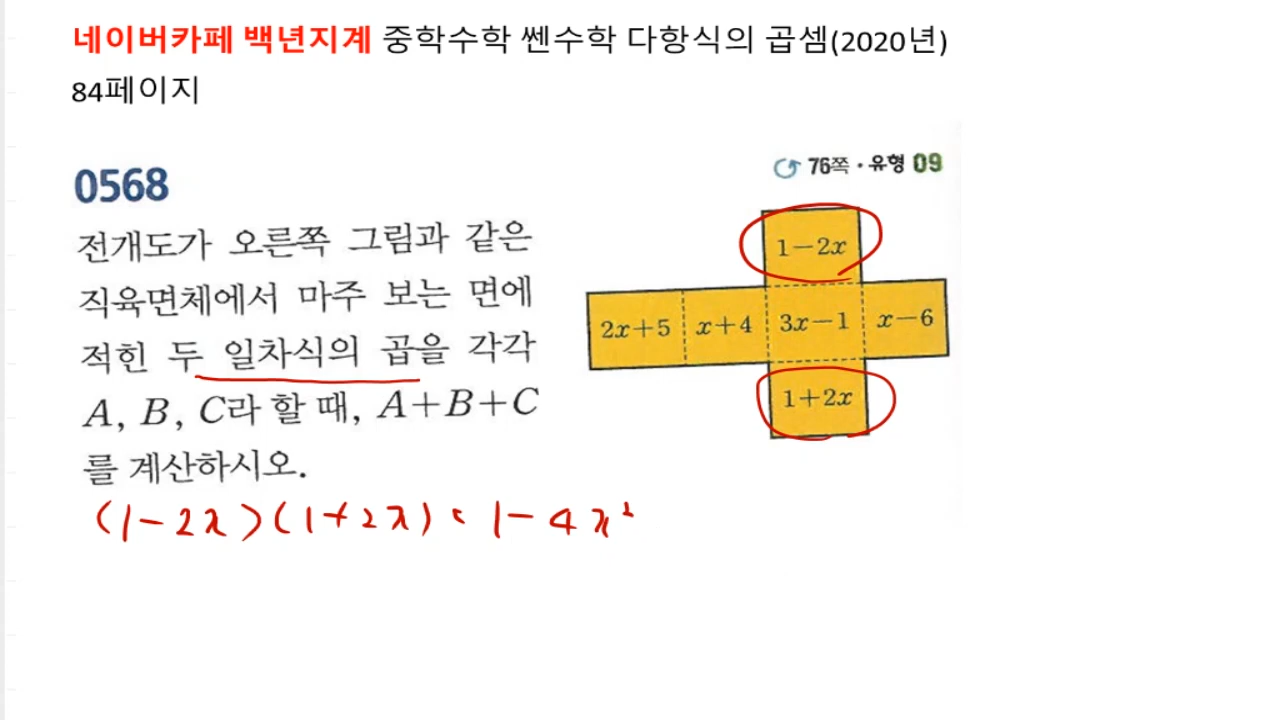 네이버카페 백년지계 중학수학 쎈수학 다항식의 곱셈(2020년)
84페이지
76쪽 · 유형 09
0568
전개도가 오른쪽 그림과 같은
직육면체에서 마주 보는 면에
적힌 두 일차식의 곱을 각각
A, B, C라 할 때, A+B+C
를 계산하시오.
1-2x
2x+5 x+4 3x-1 x-6
1+2x
(1-2x)(1+2x) = 1-4x²